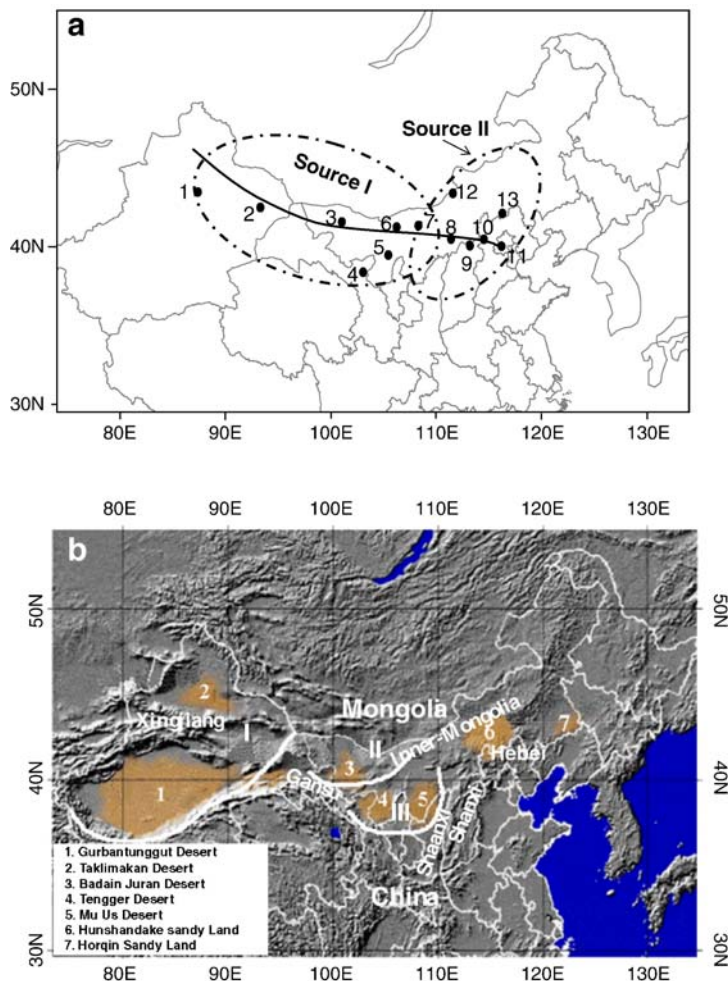 a
50N
40N
30N
Source I
Source II
1
2
3
4
5
6
7
8
9
10
11
12
13
80E 90E 100E 110E 120E 130E
80E 90E 100E 110E 120E 130E
b
50N
40N
30N
50N
40N
30N
Xinjiang
Mongolia
Inner-Mongolia
Hebei
Gansu
Shaanxi
Shanxi
China
I
II
III
1
2
3
4
5
6
7
1. Gurbantunggut Desert
2. Taklimakan Desert
3. Badain Juran Desert
4. Tengger Desert
5. Mu Us Desert
6. Hunshandake sandy Land
7. Horqin Sandy Land
80E 90E 100E 110E 120E 130E